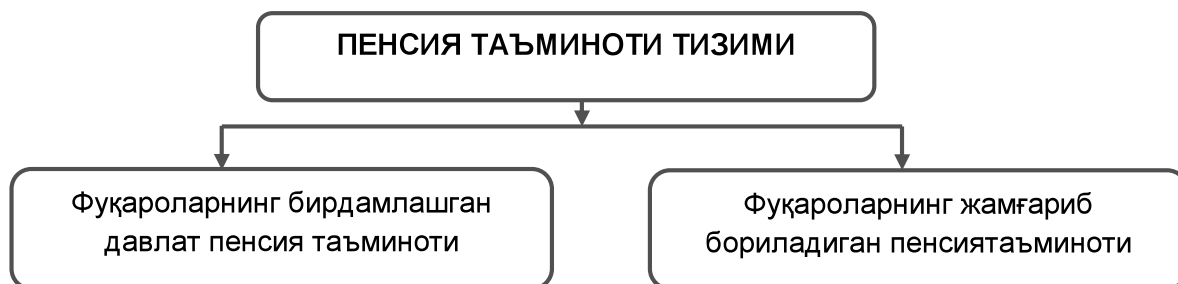 ПЕНСИЯ ТАЪМИНОТИ ТИЗИМИ
Фуқароларнинг бирдамлашган
давлат пенсия таъминоти
Фуқароларнинг жамғариб
бориладиган пенсиятаъминоти